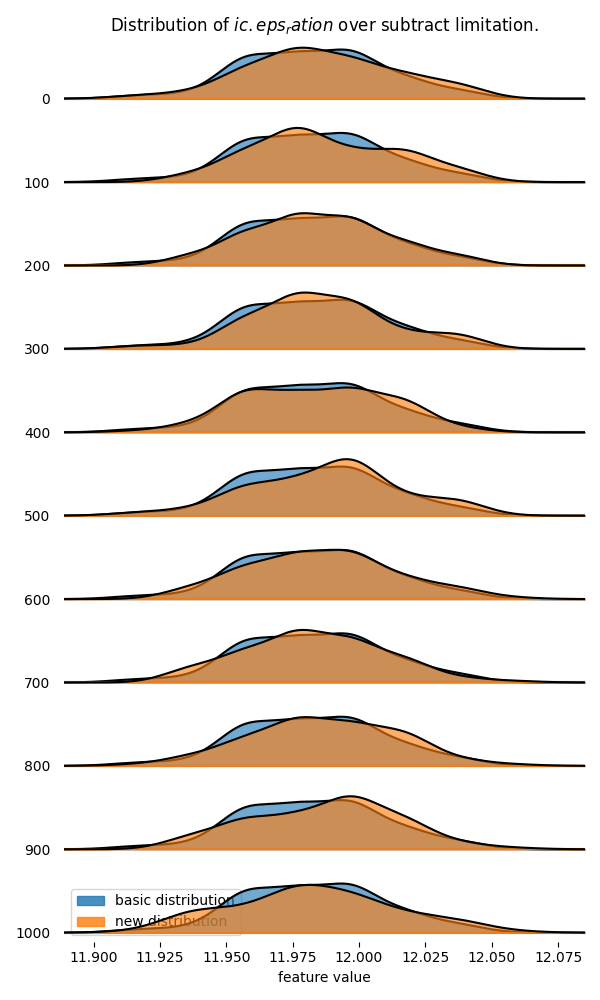 Distribution of ic.eps_ration over subtract limitation.
0
100
200
300
400
500
600
700
800
900
1000
basic distribution
new distribution
11.900 11.925 11.950 11.975 12.000 12.025 12.050 12.075
feature value